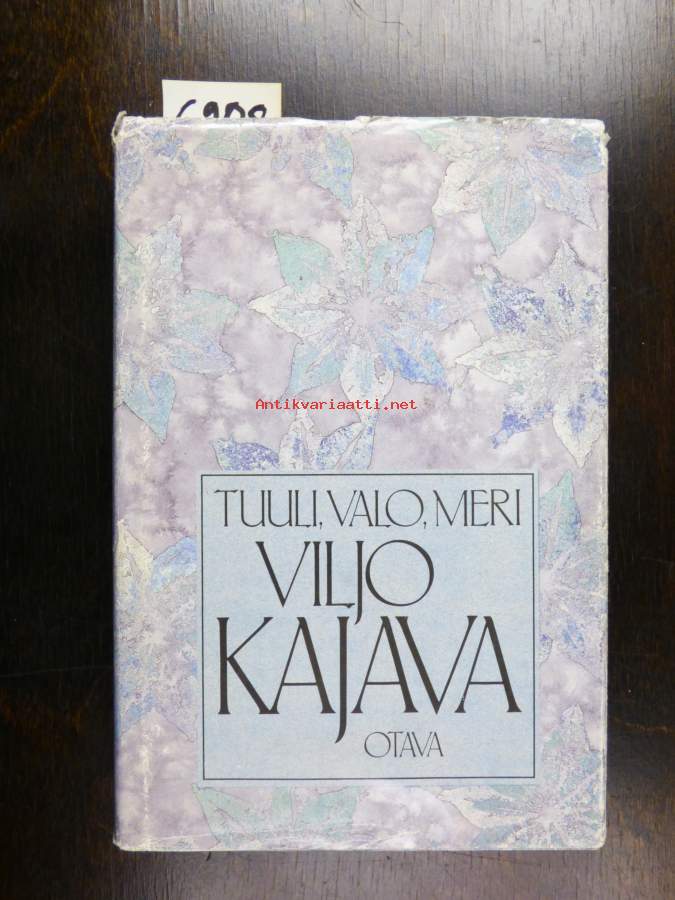 Antikvariaatti.net
TUULI, VALO, MERI
VILJO
KAJAVA
OTAVA